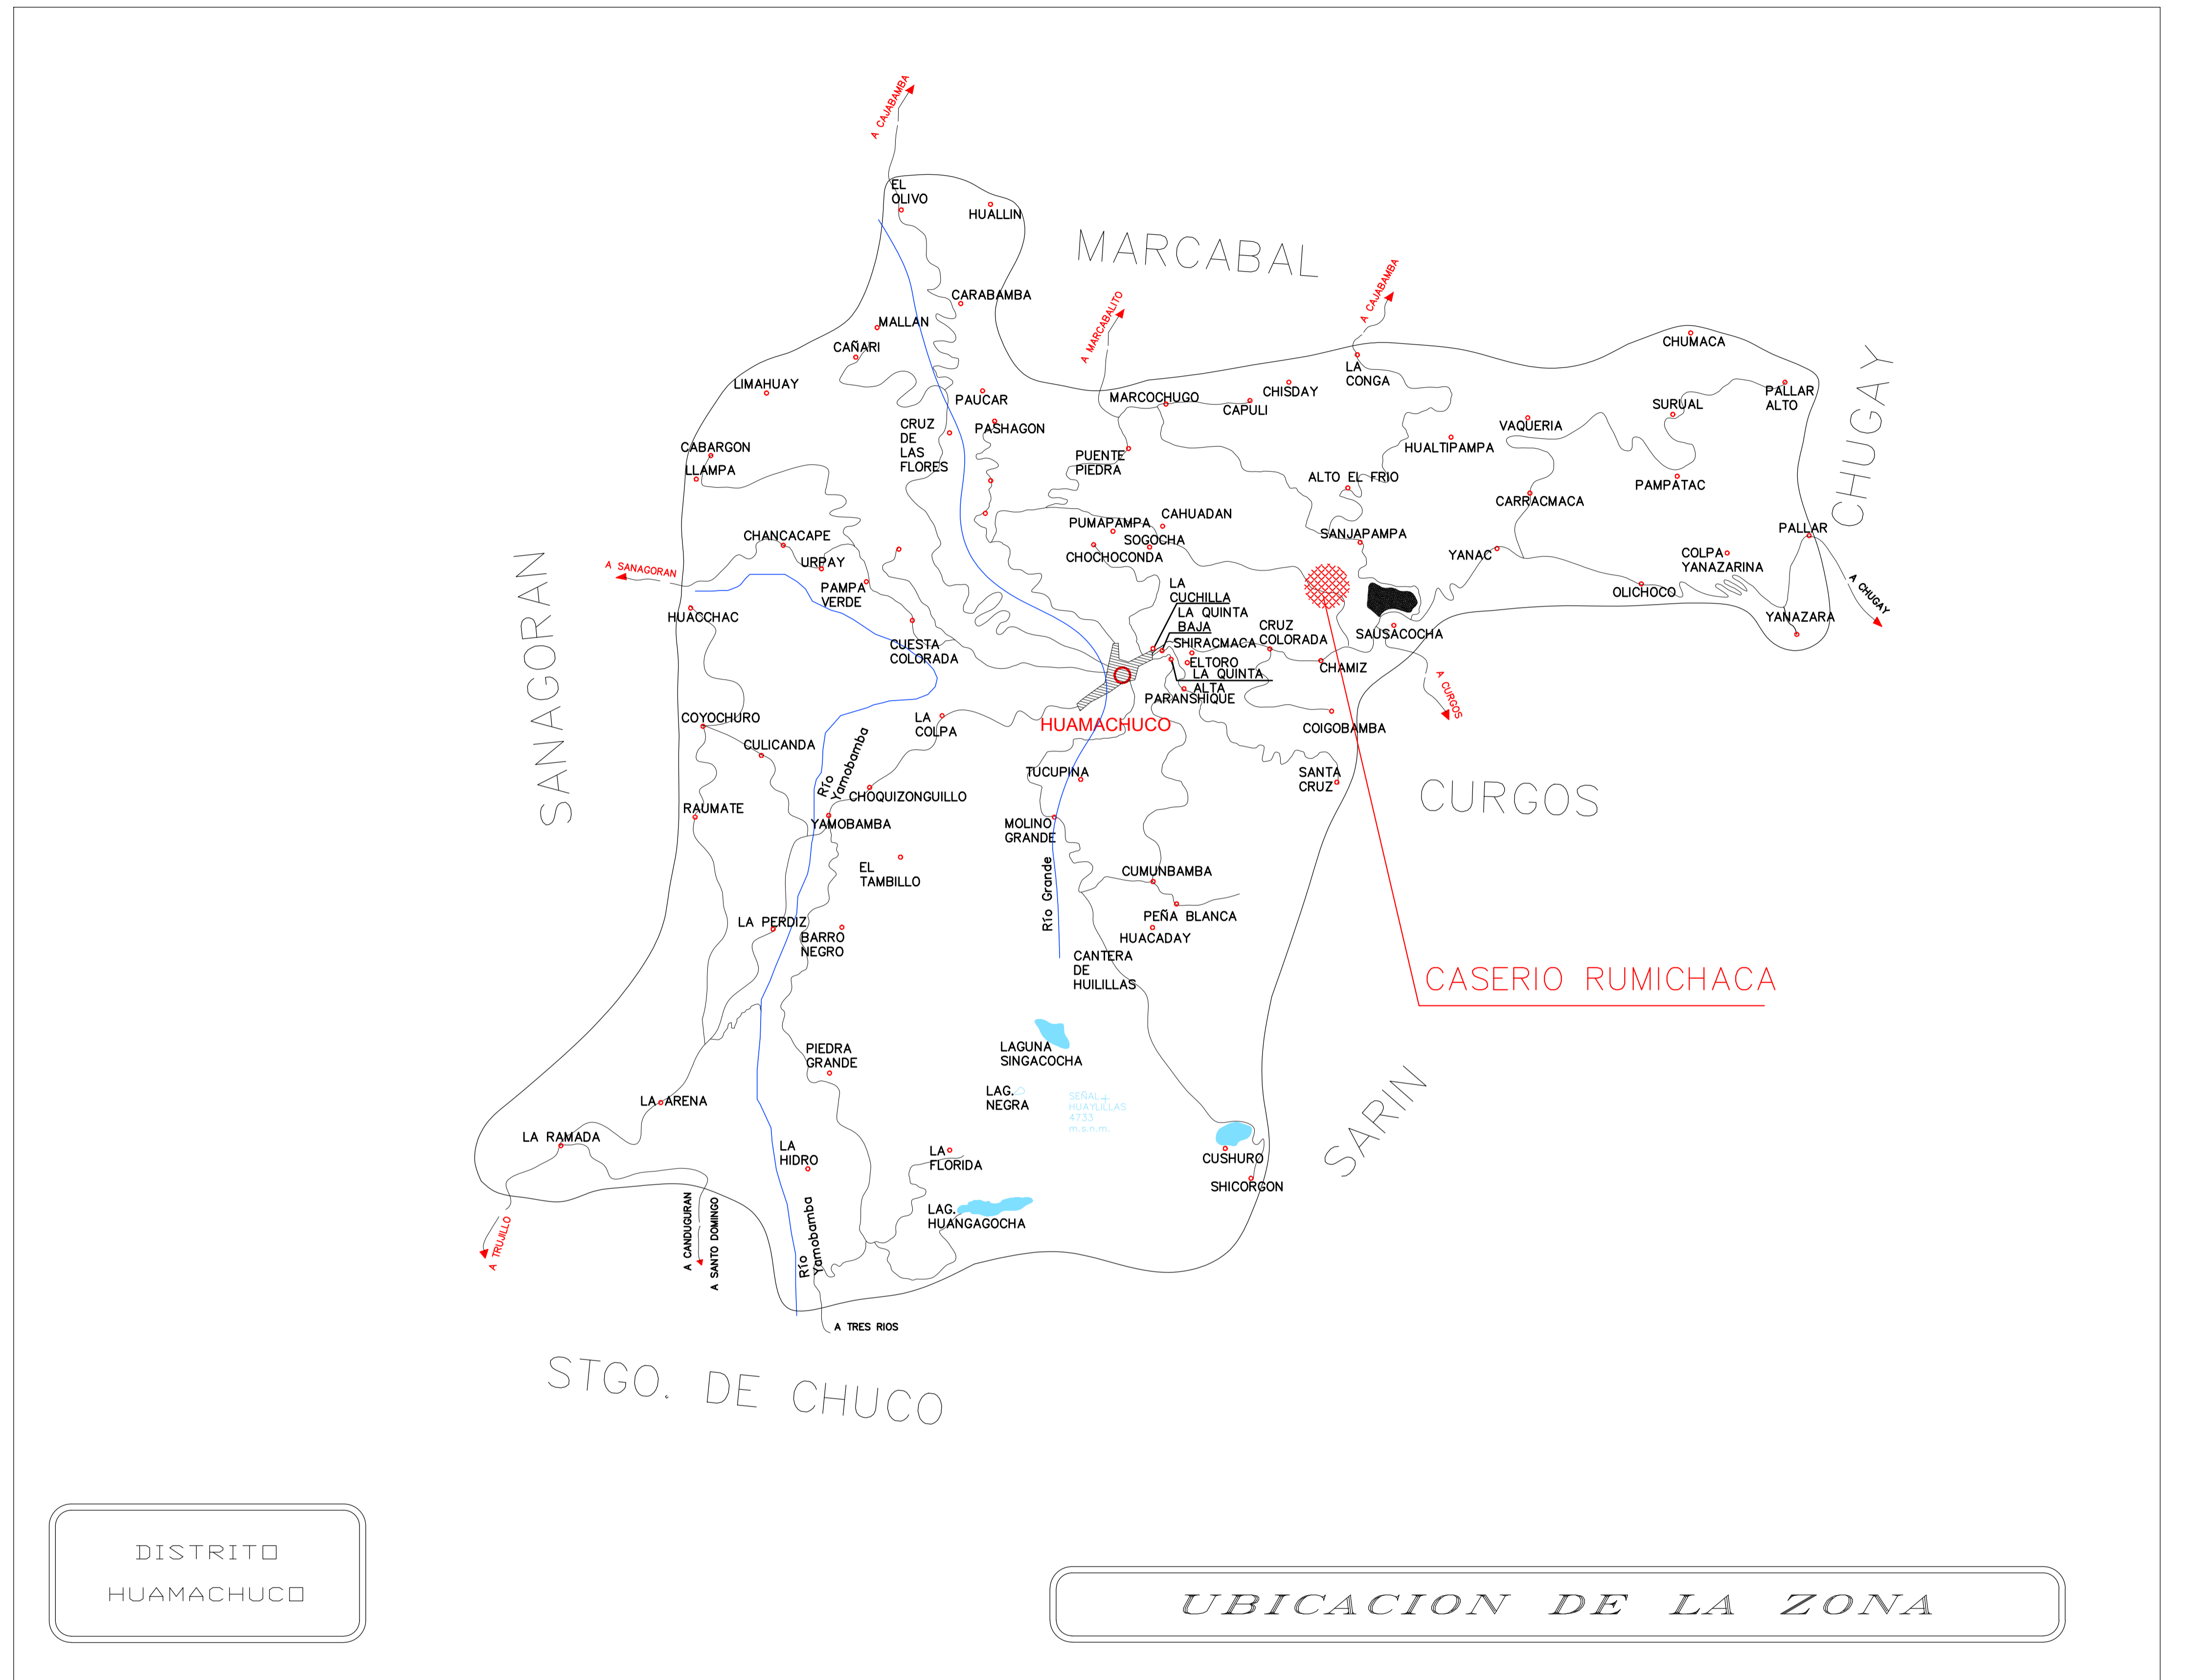 A CAJABAMBA
EL
OLIVO
HUALLIN
MARCABAL
CARABAMBA
MALLAN
CAÑARI
A MARCABALITO
A CAJABAMBA
CHUMACA
CHUGAY
LIMAHUAY
PAUCAR
MARCOCHUGO
CAPULI
CHISDAY
LA
CONGA
SURUAL
PALLAR
ALTO
CRUZ
DE
LAS
FLORES
PASHAGON
VAQUERIA
HUALTIPAMPA
CABARGON
LLAMPA
PUENTE
PIEDRA
ALTO EL FRIO
CARRACMACA
PAMPATAC
PUMAPAMPA
CAHUADAN
SOGOCHA
CHOCHOCONDA
SANJAPAMPA
YANAC
PALLAR
COLPA
YANAZARINA
CHANCACAPE
URPAY
A SANAGORAN
SANAGORAN
PAMPA
VERDE
HUACCHAC
CUESTA
COLORADA
LA
CUCHILLA
LA QUINTA
BAJA
SHIRACMACA
CRUZ
COLORADA
ELTORO
LA QUINTA
ALTA
PARANSHIQUE
CHAMIZ
SAUSACOCHA
OLICHOCO
YANAZARA
A CHUGAY
A CURGOS
HUAMACHUCO
COIGOBAMBA
COYOCHURO
CULICANDA
LA
COLPA
Río
Yamobamba
CHOQUIZONGUILLO
TUCUPINA
SANTA
CRUZ
CURGOS
RAUMATE
YAMOBAMBA
MOLINO
GRANDE
EL
TAMBILLO
Río Grande
CUMUNBAMBA
PEÑA BLANCA
HUACADAY
LA PERDIZ
BARRO
NEGRO
CANTERA
DE
HUILILLAS
CASERIO RUMICHACA
PIEDRA
GRANDE
LAGUNA
SINGACOCHA
LAG.
NEGRA
SEÑAL
HUAYLILLAS
4733
m.s.n.m.
SARIN
LA ARENA
LA RAMADA
LA
HIDRO
LA
FLORIDA
CUSHURO
SHICORGON
LAG.
HUANGAGOCHA
A TRUJILLO
A CANDUGURAN
A SANTO DOMINGO
Río
Yamobamba
A TRES RIOS
STGO. DE CHUCO
DISTRITO
HUAMACHUCO
UBICACION DE LA ZONA